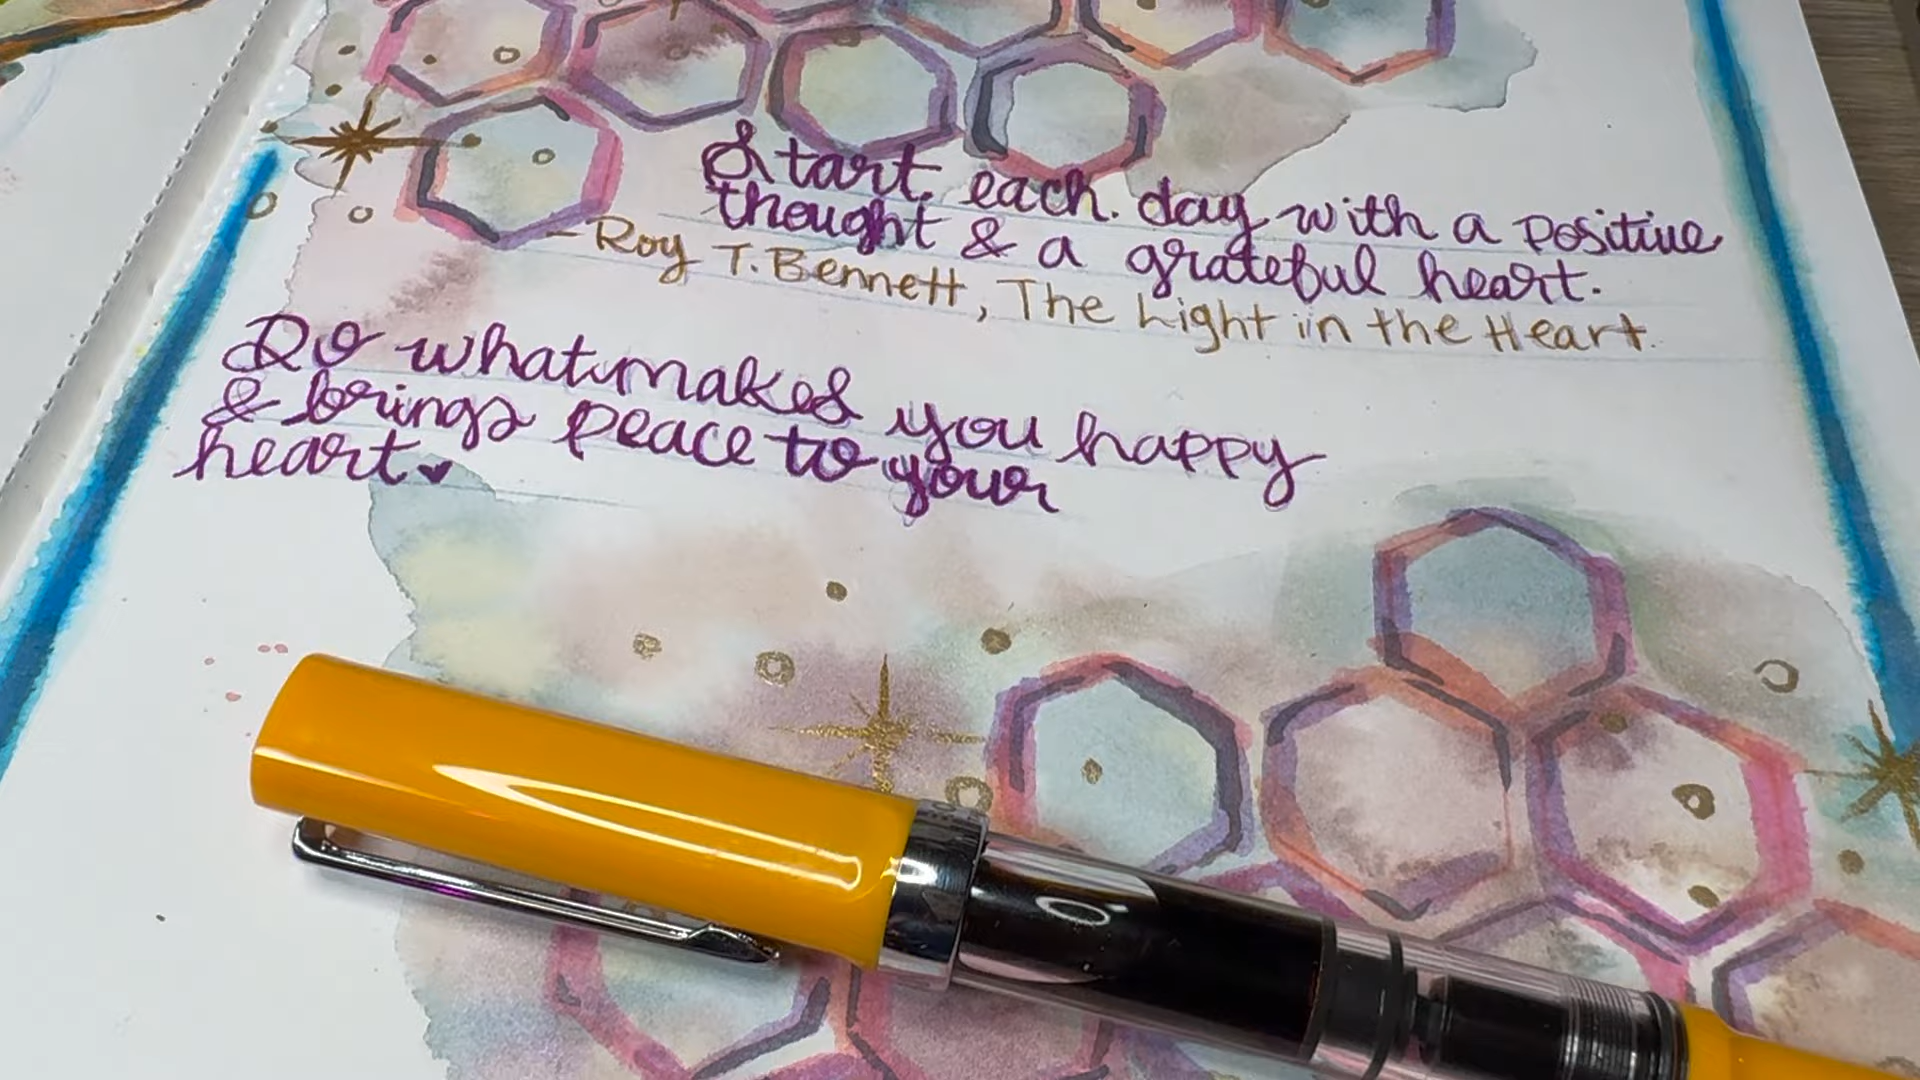 Start each day with a positive
thought & a grateful heart.
- Roy T. Bennett, The Light in the Heart.
Do what makes you happy
& brings peace to your
heart